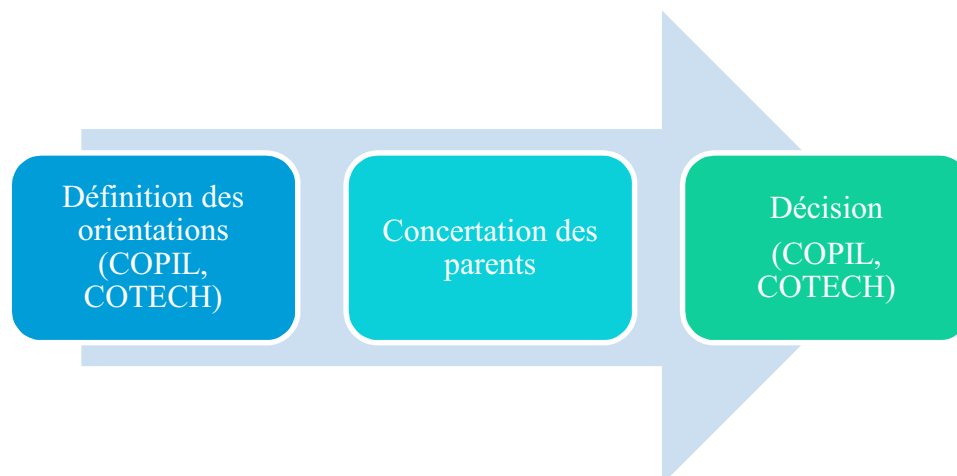 Définition des
orientations
(COPIL,
COTECH)
Concertation des
parents
Décision
(COPIL,
COTECH)